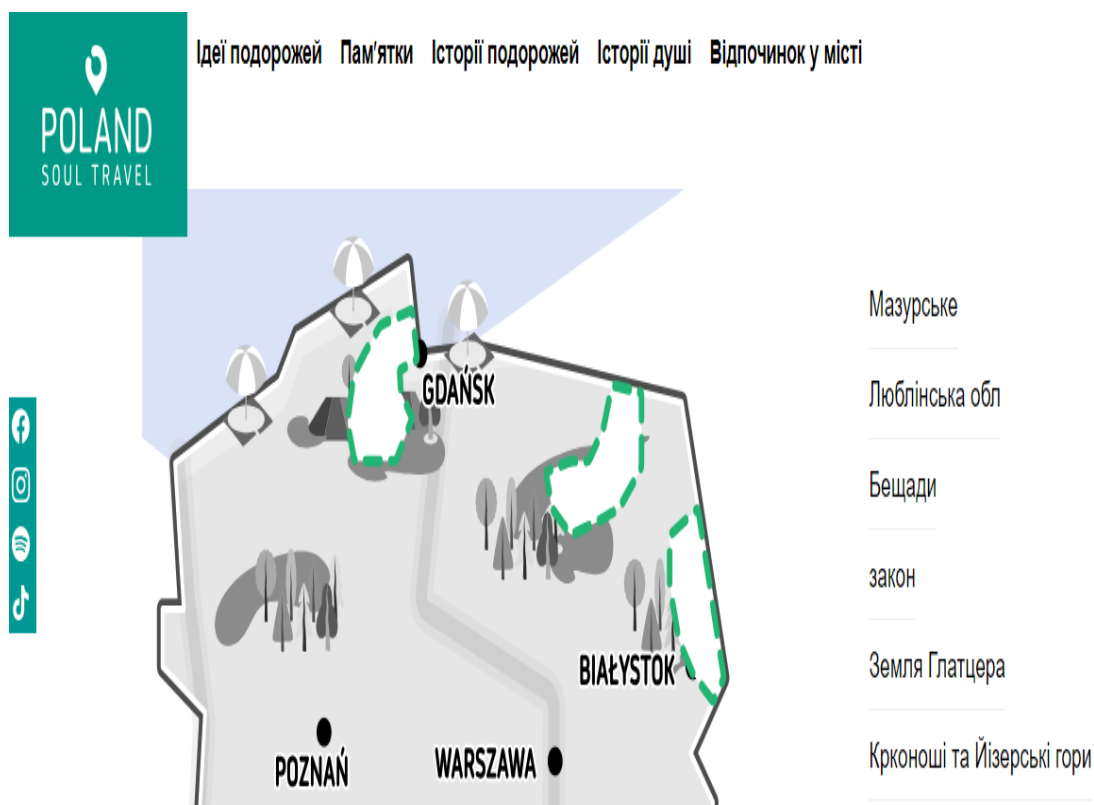 POLAND
SOUL TRAVEL
Ідеї подорожей Пам'ятки Історії подорожей Історії душі Відпочинок у місті
GDAŃSK
BIAŁYSTOK
POZNAŃ
WARSZAWA
Мазурське
Люблінська обл
Бещади
закон
Земля Глатцера
Крконоші та Йізерські гори